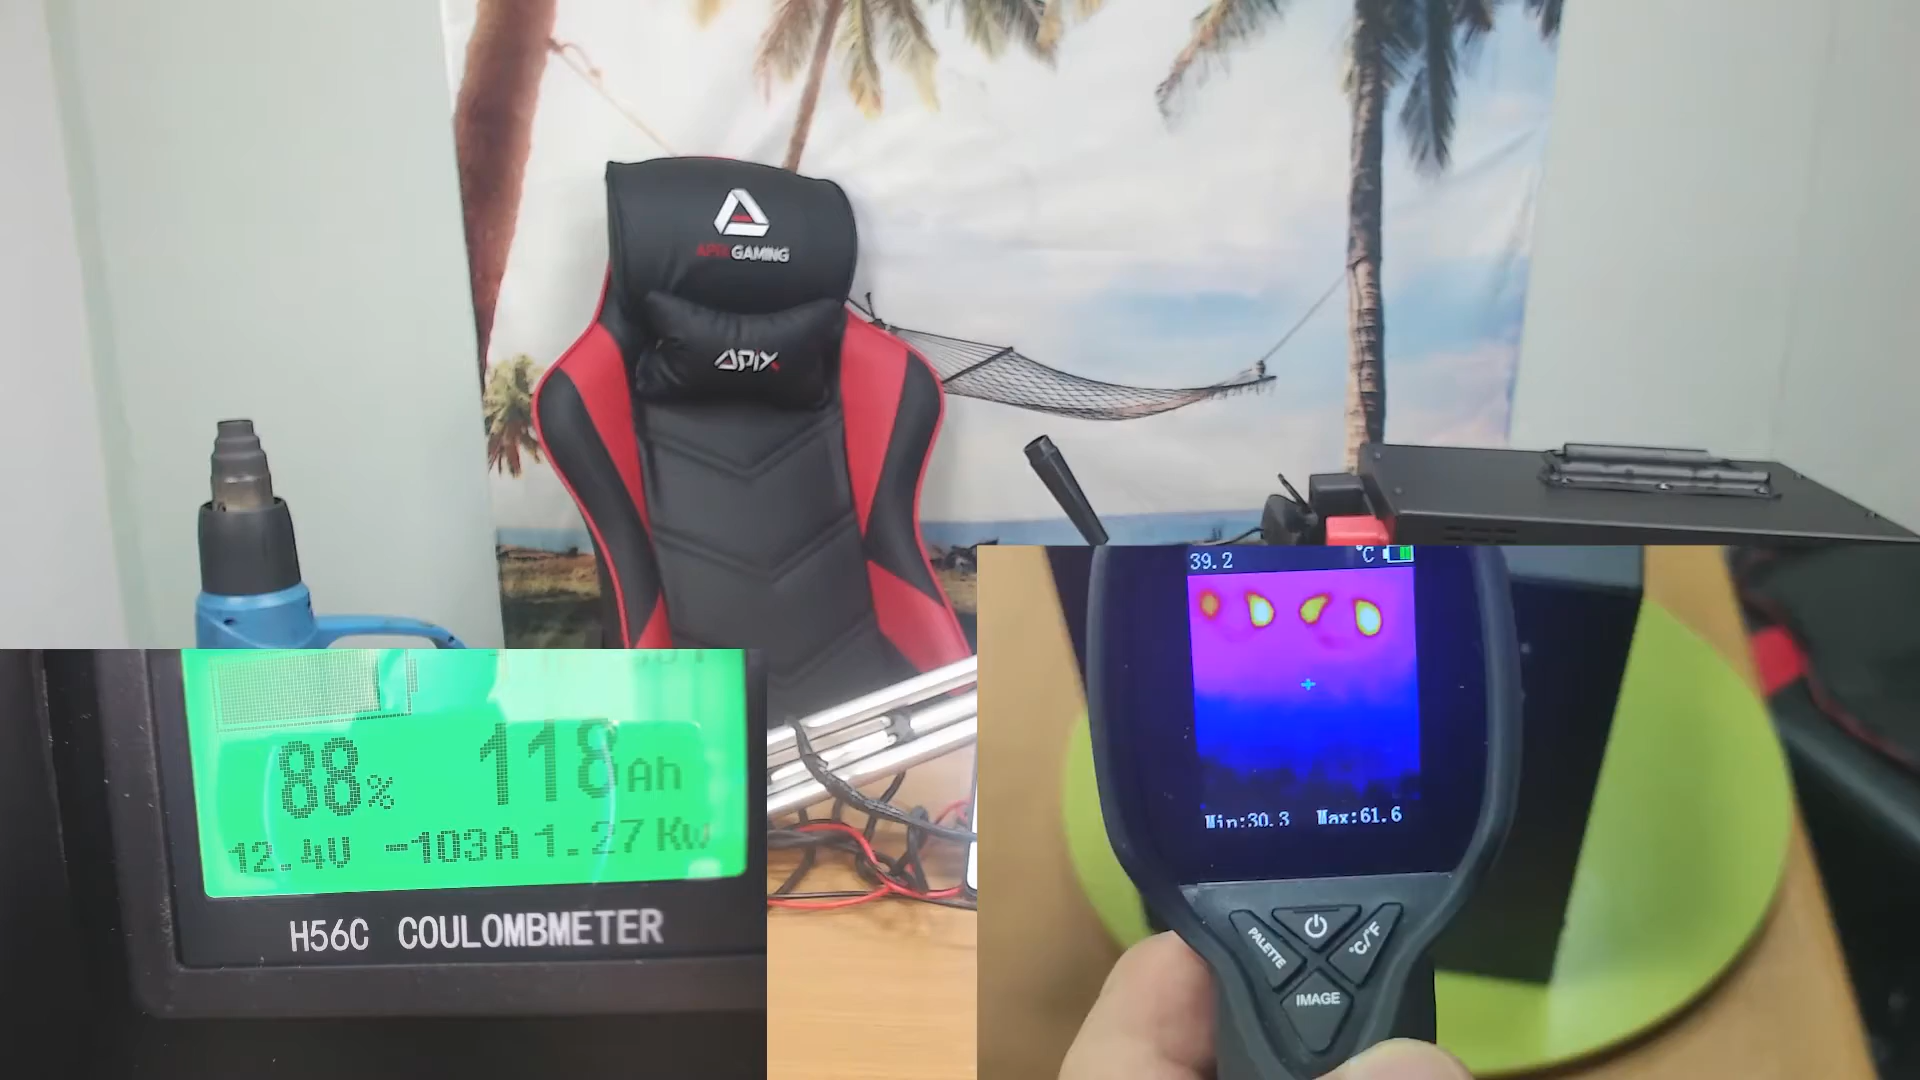 APIX GAMING
APIX
39.2 °C
Min:30.3 Max:61.6
PALETTE
°C/°F
IMAGE
88% 118Ah
12.4V -103A 1.27Kw
H56C COULOMBMETER